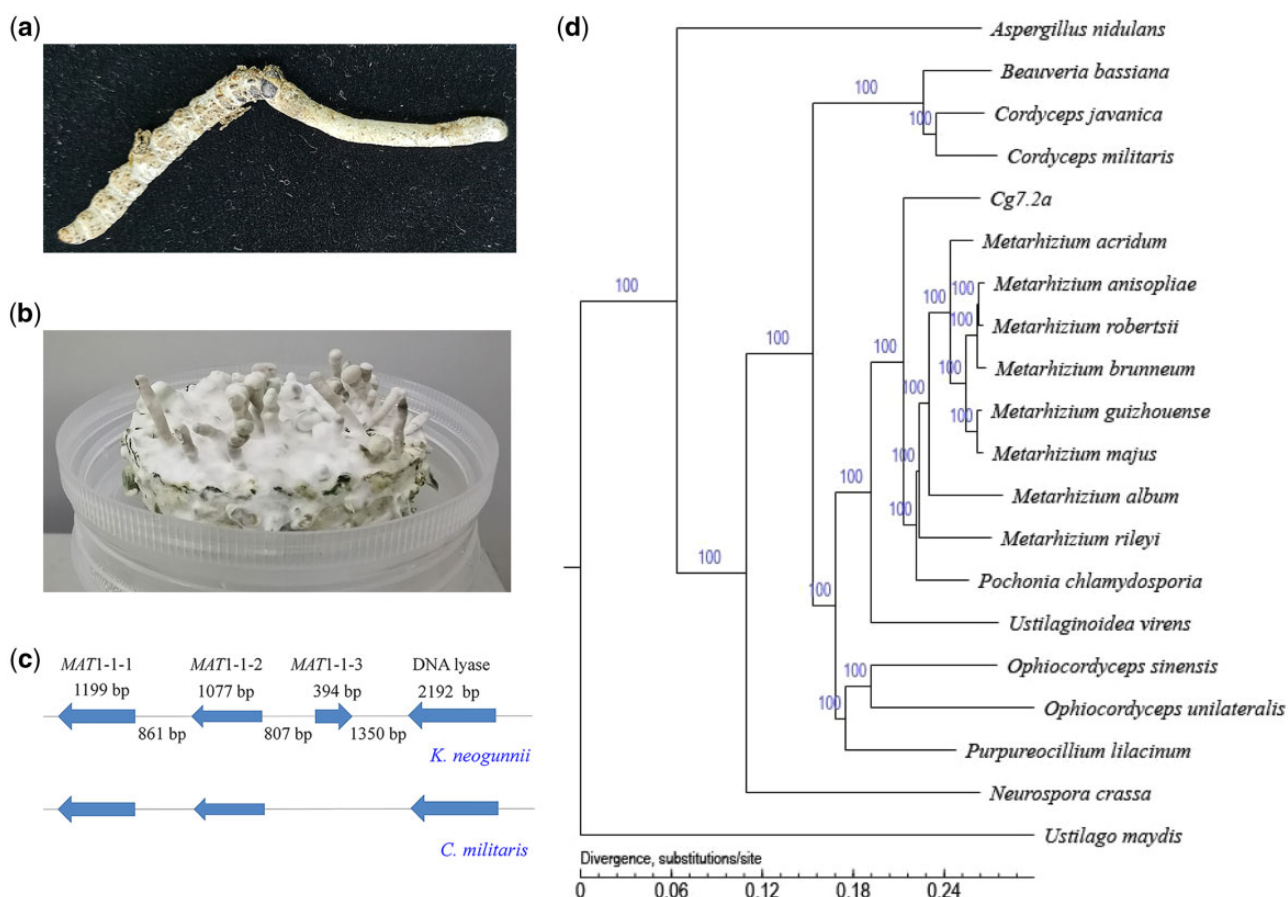 (a)
(b)
(c)
MAT1-1-1 MAT1-1-2 MAT1-1-3 DNA lyase
1199 bp 1077 bp 394 bp 2192 bp
861 bp 807 bp 1350 bp
K. neogunnii
C. militaris
(d)
Aspergillus nidulans
Beauveria bassiana
100
Cordyceps javanica
100
Cordyceps militaris
Cg7.2a
Metarhizium acridum
100
100 100
Metarhizium anisopliae
100
Metarhizium robertsii
100
100
100
Metarhizium brunneum
100
100
Metarhizium guizhouense
100
Metarhizium majus
100
Metarhizium album
Metarhizium rileyi
100
100
Pochonia chlamydosporia
100
Ustilaginoidea virens
Ophiocordyceps sinensis
100
100
Ophiocordyceps unilateralis
Purpureocillium lilacinum
Neurospora crassa
Ustilago maydis
Divergence, substitutions/site
0 0.06 0.12 0.18 0.24